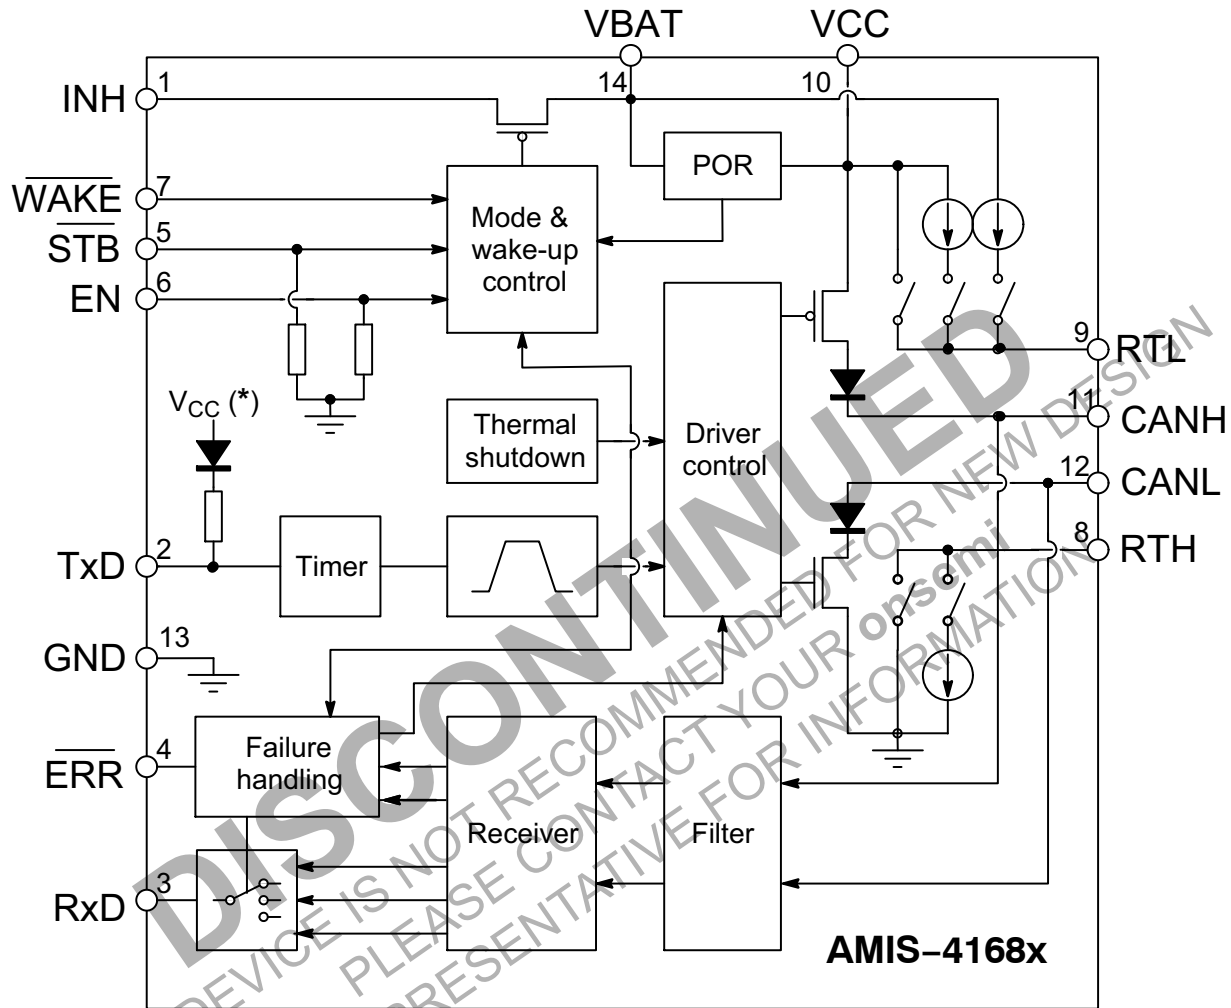 VBAT VCC
INH 1 14 10
WAKE 7
STB 5
EN 6
POR
Mode &
wake-up
control
9 RTL
VCC (*)
Thermal
shutdown
Driver
control
11 CANH
12 CANL
TxD 2
Timer
8 RTH
GND 13
ERR 4
Failure
handling
Receiver
Filter
RxD 3
AMIS–4168x
DISCONTINUED
DEVICE IS NOT RECOMMENDED FOR NEW DESIGN
PLEASE CONTACT YOUR onsemi
PRESENTATIVE FOR INFORMATION